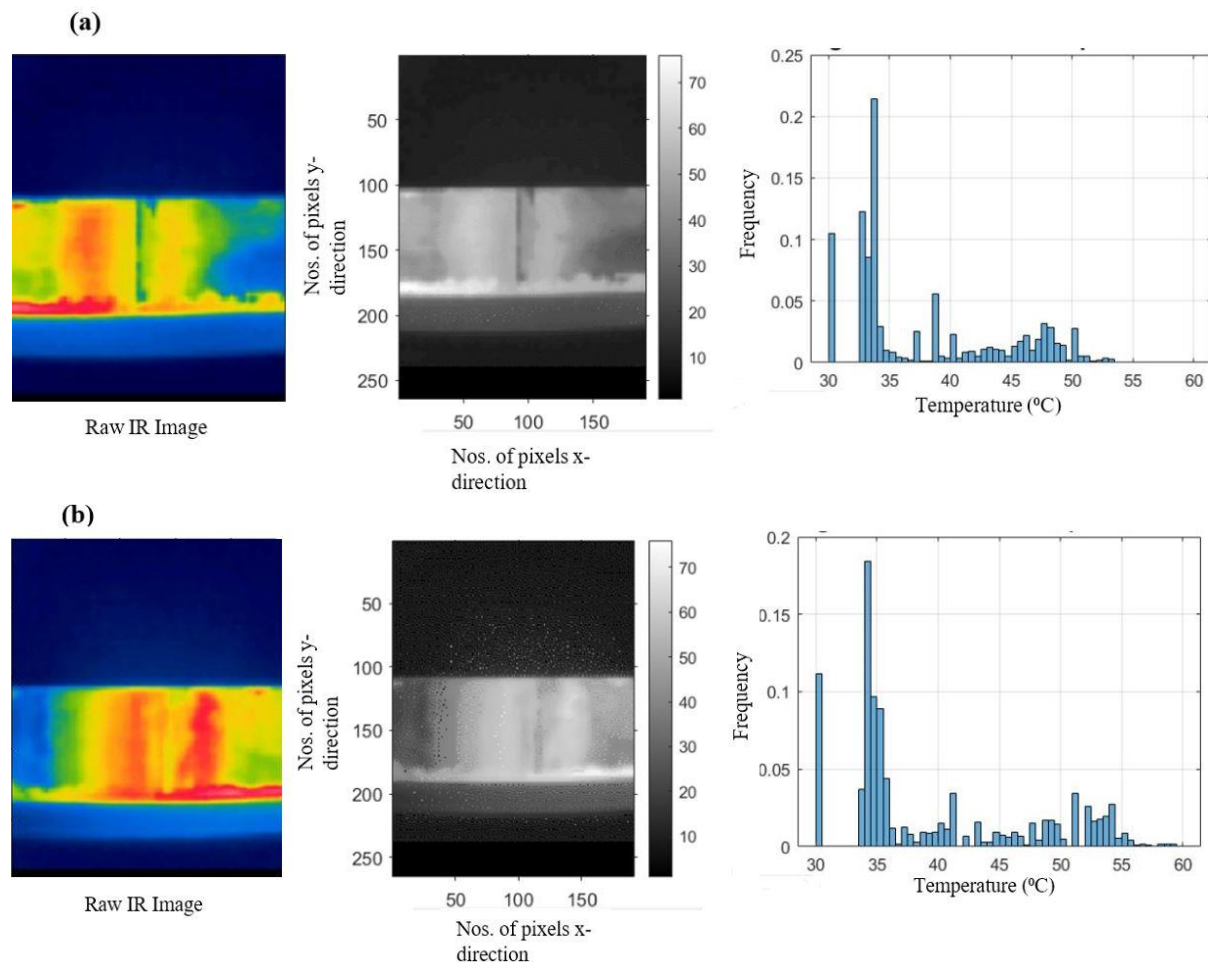 (a)
50
100
150
200
250
50 100 150
70
60
50
40
30
20
10
Nos. of pixels y-
direction
Nos. of pixels x-
direction
Raw IR Image
0.25
0.2
0.15
0.1
0.05
0
30 35 40 45 50 55 60
Frequency
Temperature (⁰C)
(b)
50
100
150
200
250
50 100 150
70
60
50
40
30
20
10
Nos. of pixels y-
direction
Nos. of pixels x-
direction
Raw IR Image
0.2
0.15
0.1
0.05
0
30 35 40 45 50 55 60
Frequency
Temperature (⁰C)